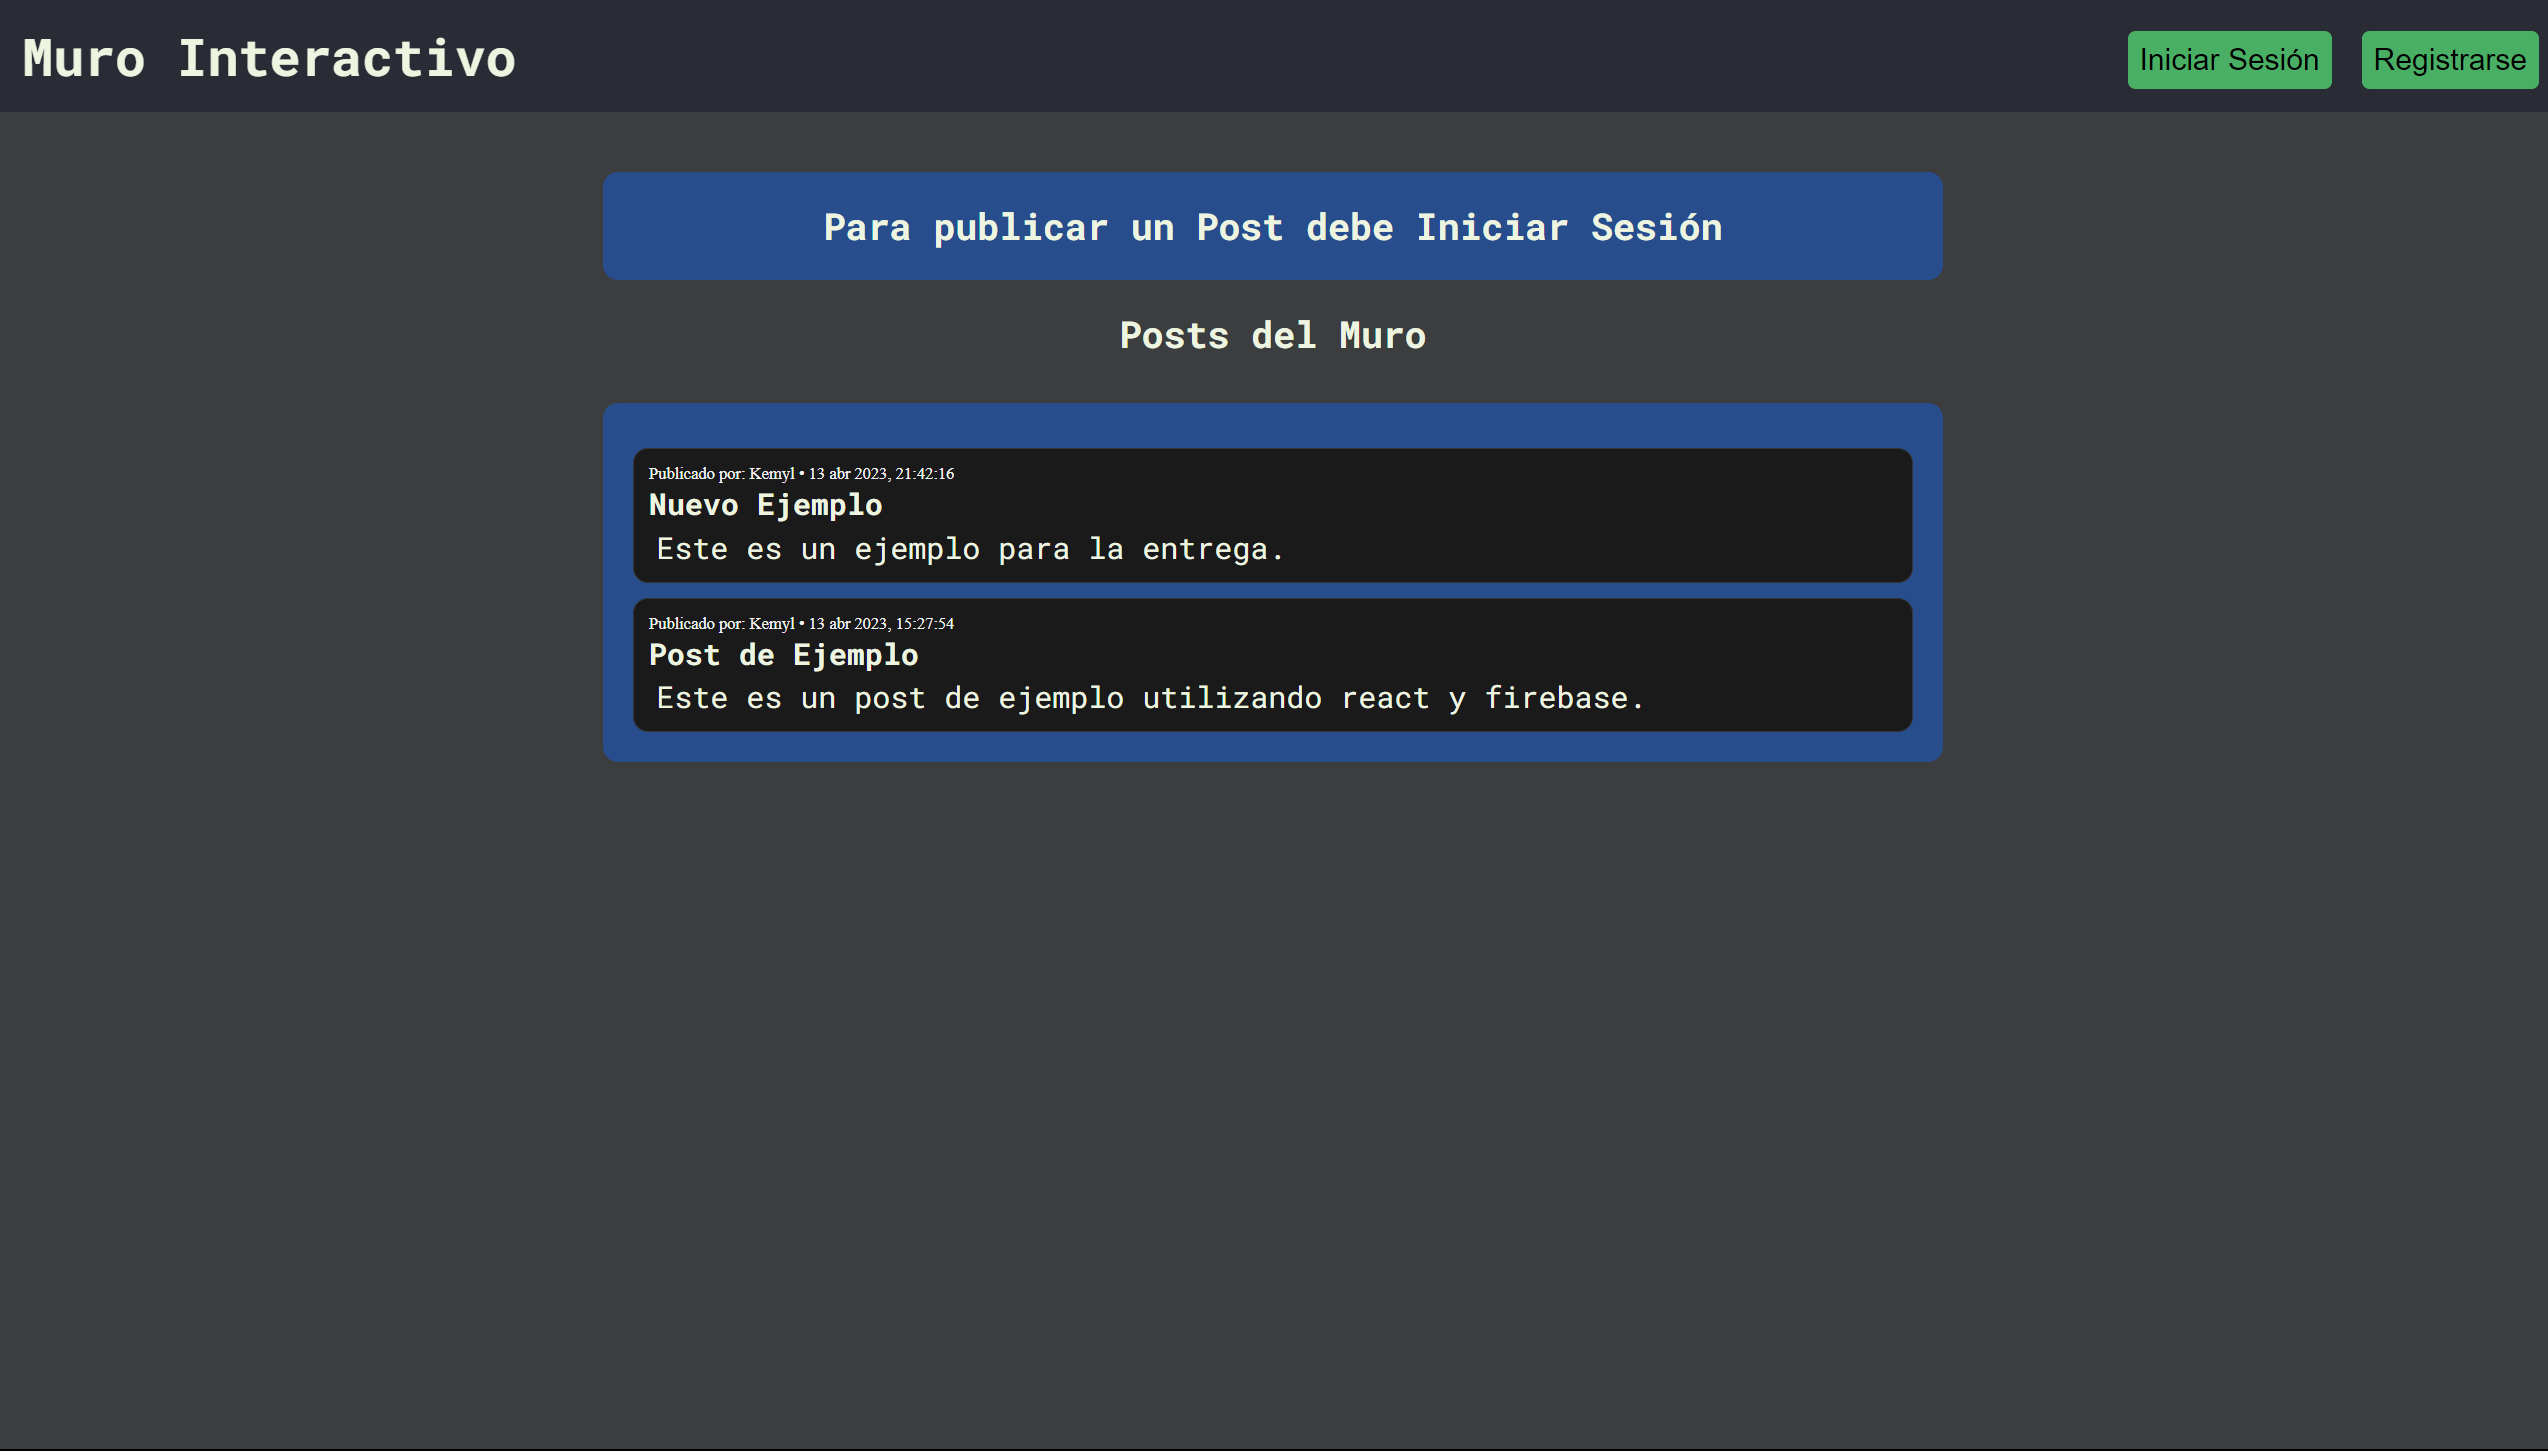 Muro Interactivo
Iniciar Sesión
Registrarse
Para publicar un Post debe Iniciar Sesión
Posts del Muro
Publicado por: Kemyl • 13 abr 2023, 21:42:16
Nuevo Ejemplo
Este es un ejemplo para la entrega.
Publicado por: Kemyl • 13 abr 2023, 15:27:54
Post de Ejemplo
Este es un post de ejemplo utilizando react y firebase.